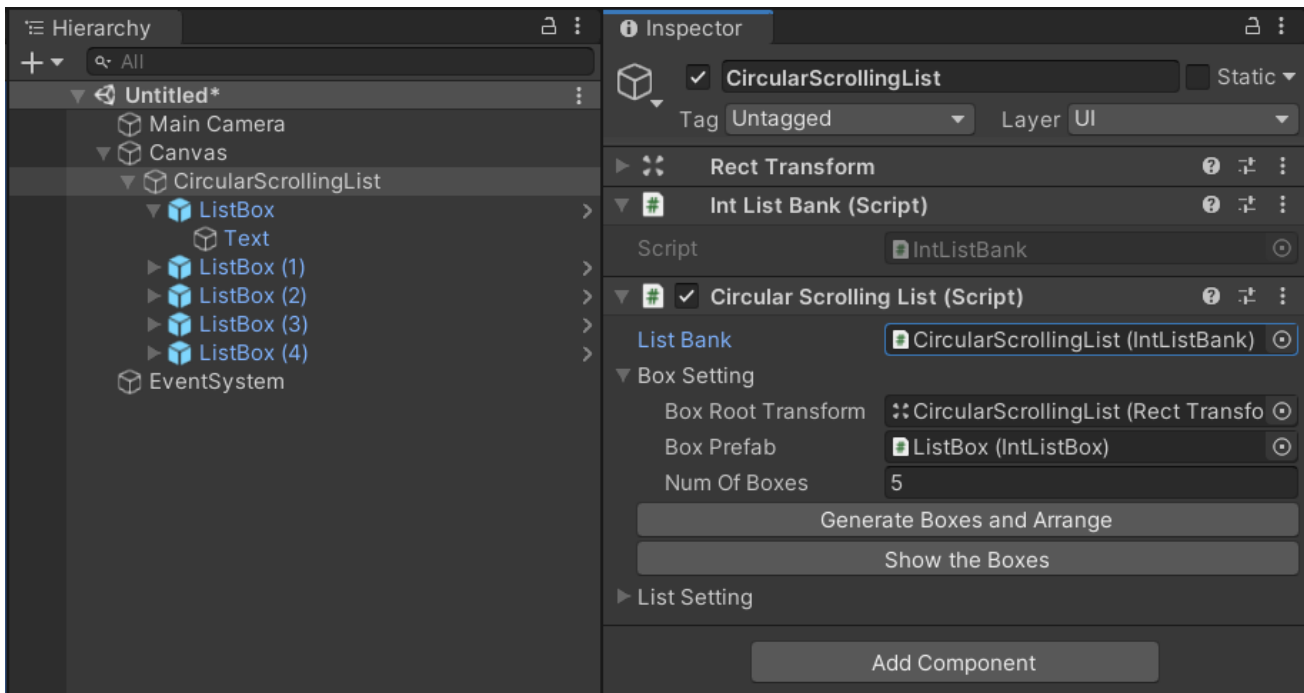 Hierarchy
All
Untitled*
Main Camera
Canvas
CircularScrollingList
ListBox
Text
ListBox (1)
ListBox (2)
ListBox (3)
ListBox (4)
EventSystem
Inspector
CircularScrollingList
Static
Tag Untagged Layer UI
Rect Transform
# Int List Bank (Script)
Script # IntListBank
# Circular Scrolling List (Script)
List Bank # CircularScrollingList (IntListBank)
Box Setting
Box Root Transform CircularScrollingList (Rect Transfo
Box Prefab # ListBox (IntListBox)
Num Of Boxes 5
Generate Boxes and Arrange
Show the Boxes
List Setting
Add Component